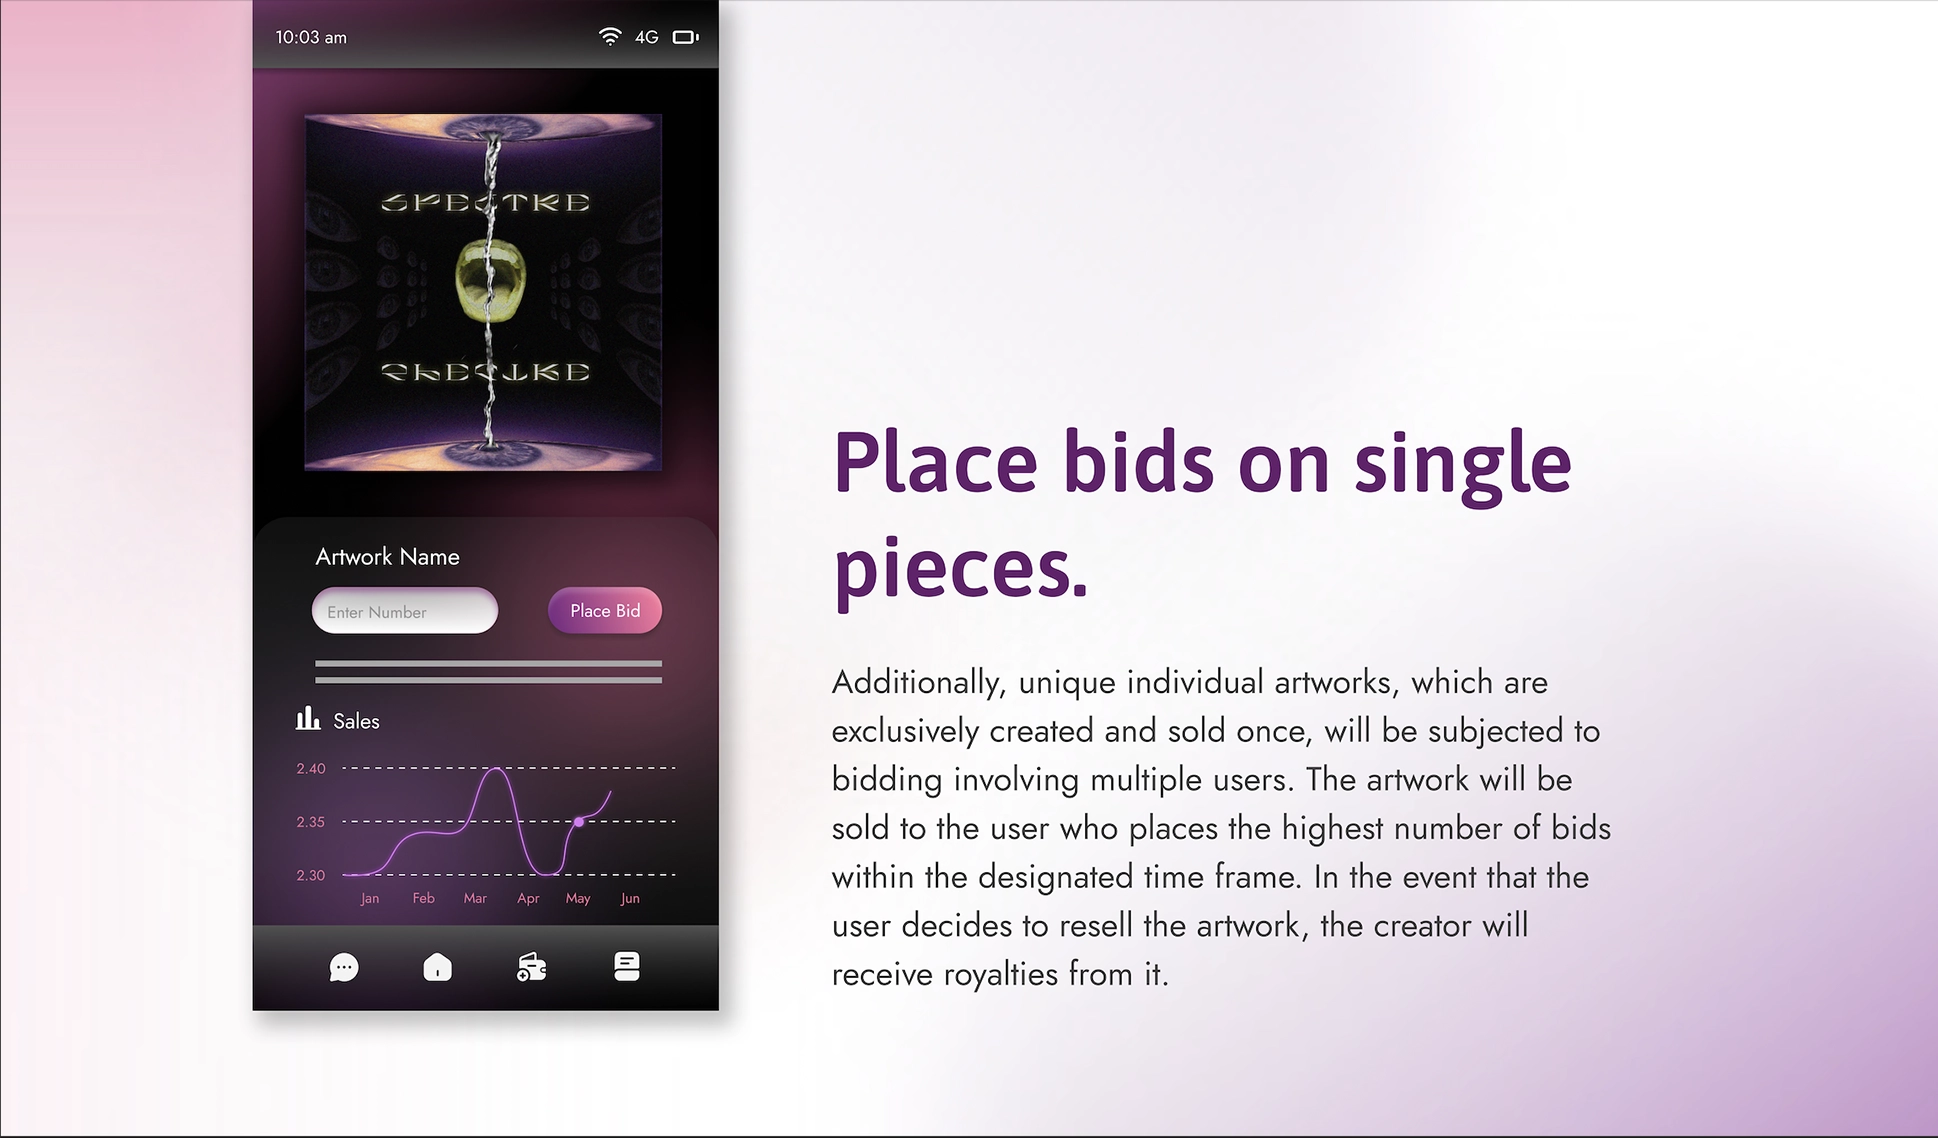 10:03 am
4G
SPECTRE
SPECTRE
Artwork Name
Enter Number
Place Bid
Sales
2.40
2.35
2.30
Jan Feb Mar Apr May Jun
Place bids on single
pieces.
Additionally, unique individual artworks, which are
exclusively created and sold once, will be subjected to
bidding involving multiple users. The artwork will be
sold to the user who places the highest number of bids
within the designated time frame. In the event that the
user decides to resell the artwork, the creator will
receive royalties from it.